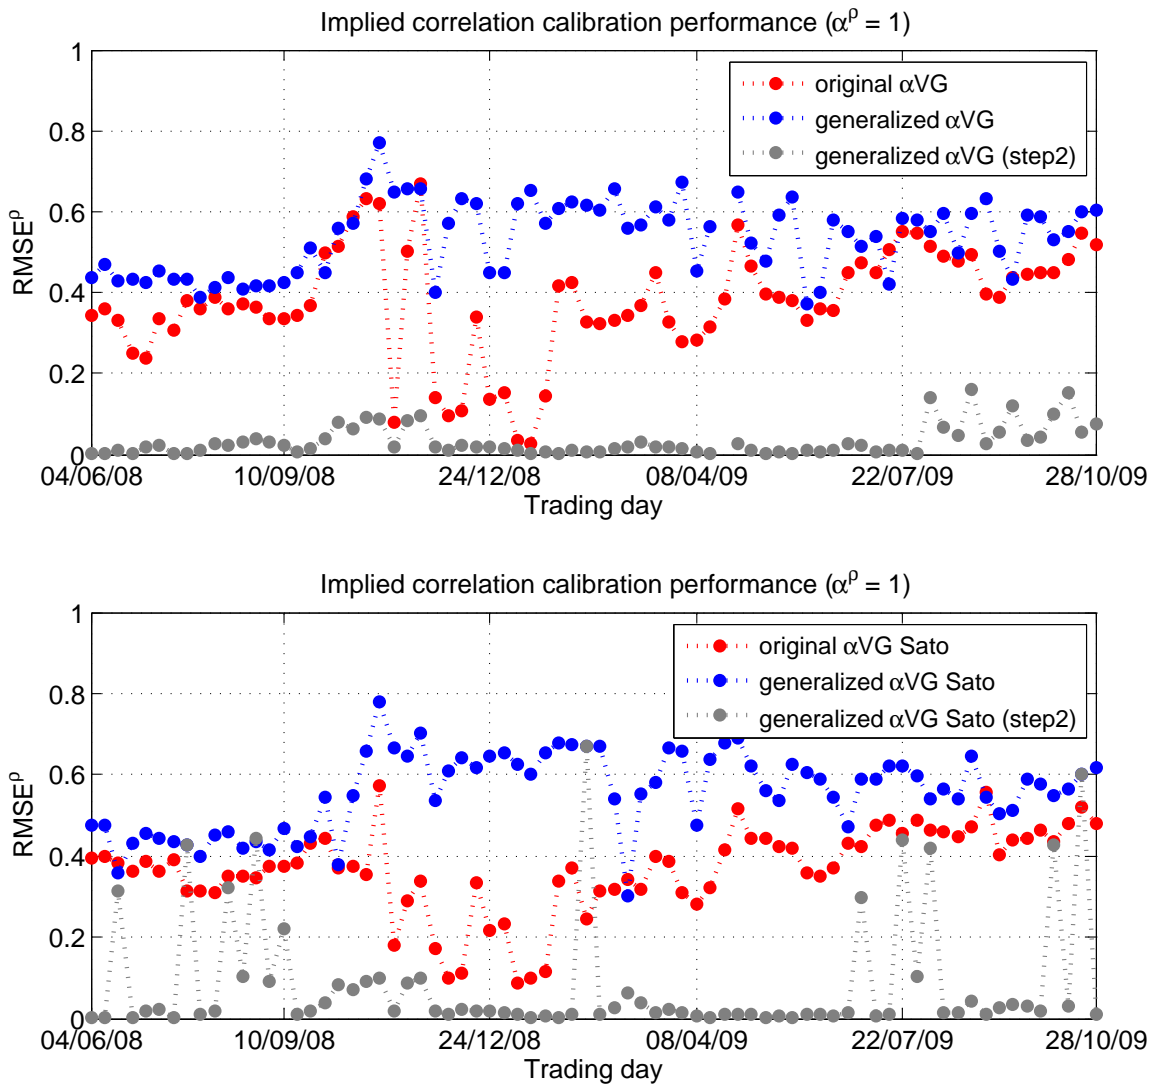 Implied correlation calibration performance (α^ρ = 1)
1
0.8
0.6
0.4
0.2
0
RMSE^ρ
original αVG
generalized αVG
generalized αVG (step2)
04/06/08 10/09/08 24/12/08 08/04/09 22/07/09 28/10/09
Trading day
Implied correlation calibration performance (α^ρ = 1)
1
0.8
0.6
0.4
0.2
0
RMSE^ρ
original αVG Sato
generalized αVG Sato
generalized αVG Sato (step2)
04/06/08 10/09/08 24/12/08 08/04/09 22/07/09 28/10/09
Trading day